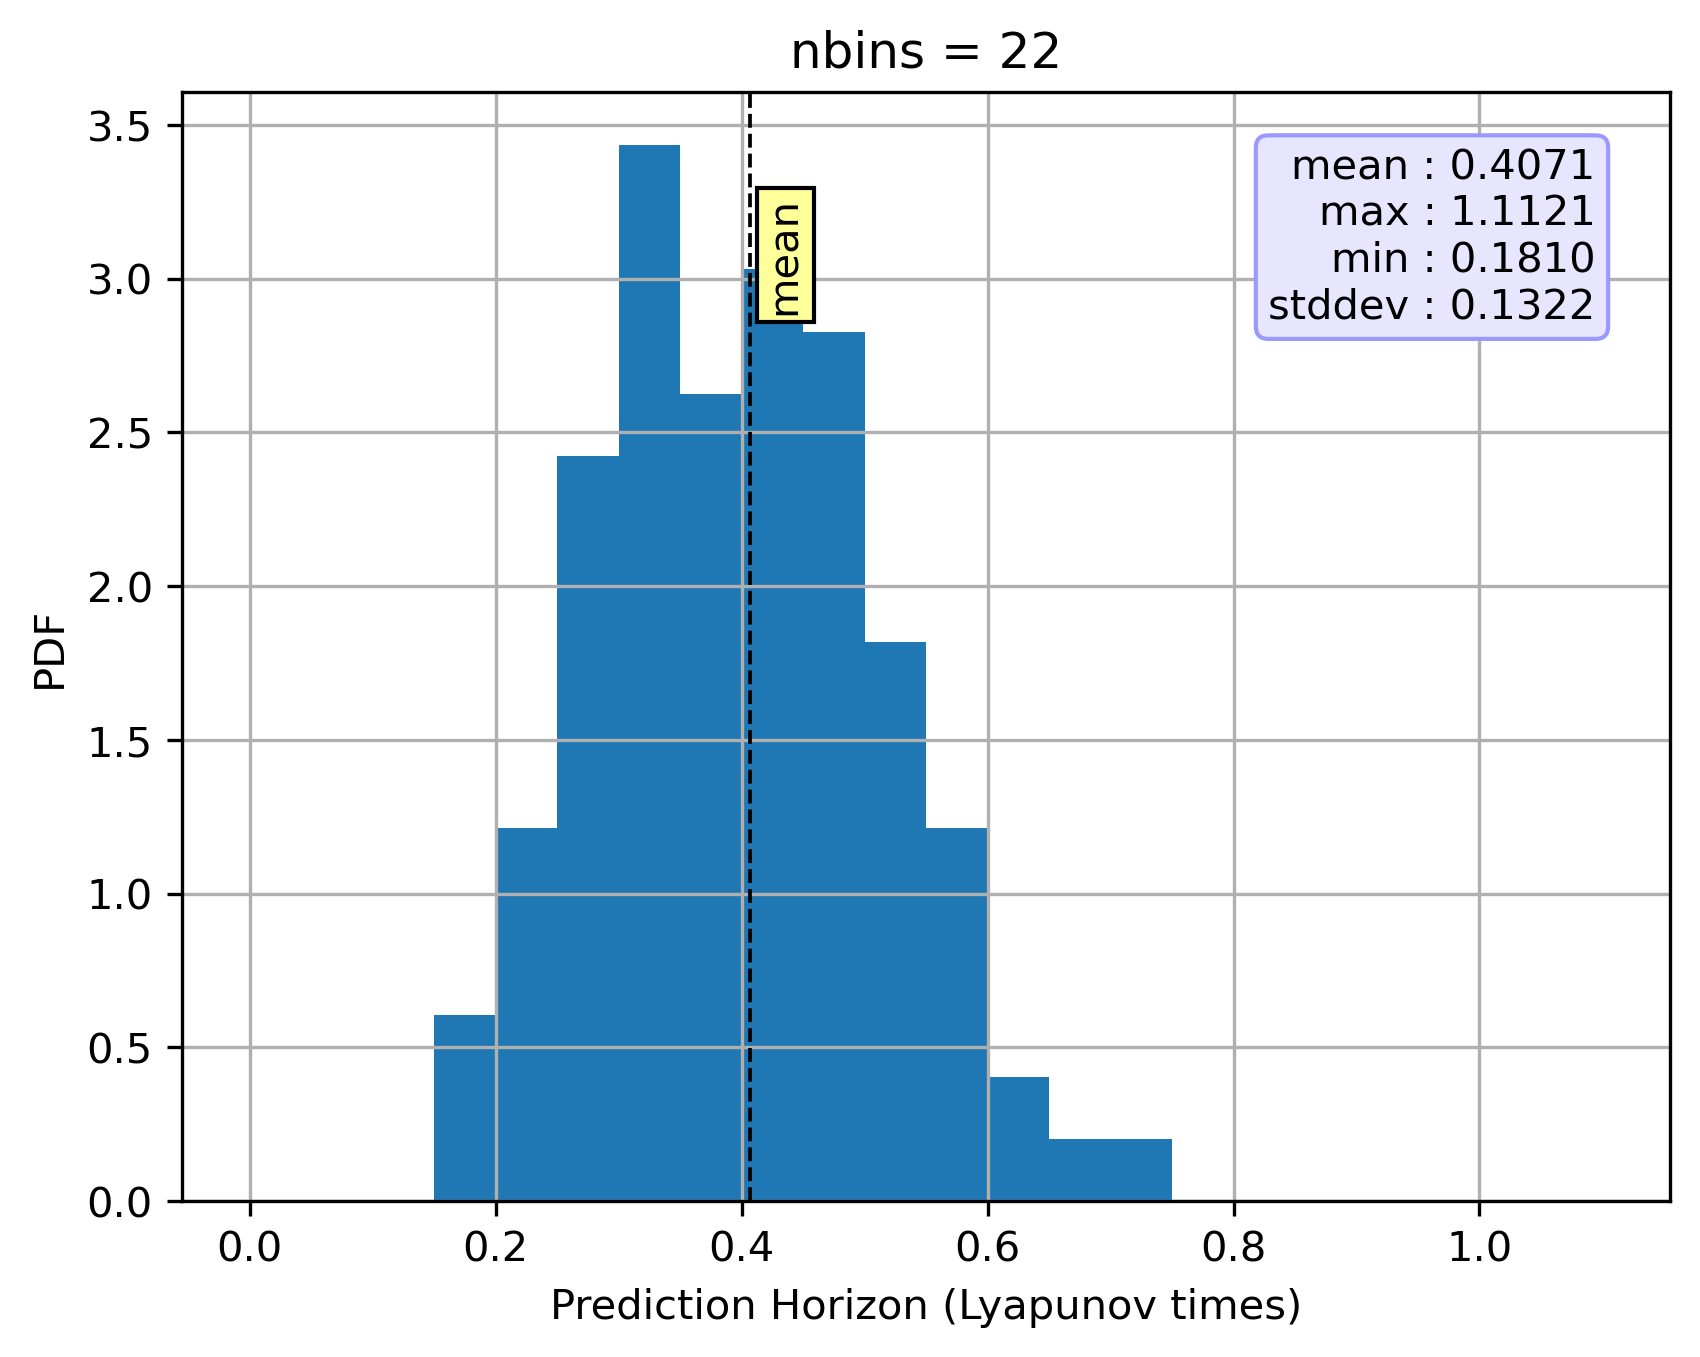 nbins = 22
3.5
3.0
2.5
2.0
1.5
1.0
0.5
0.0
PDF
mean
mean : 0.4071
max : 1.1121
min : 0.1810
stddev : 0.1322
0.0 0.2 0.4 0.6 0.8 1.0
Prediction Horizon (Lyapunov times)